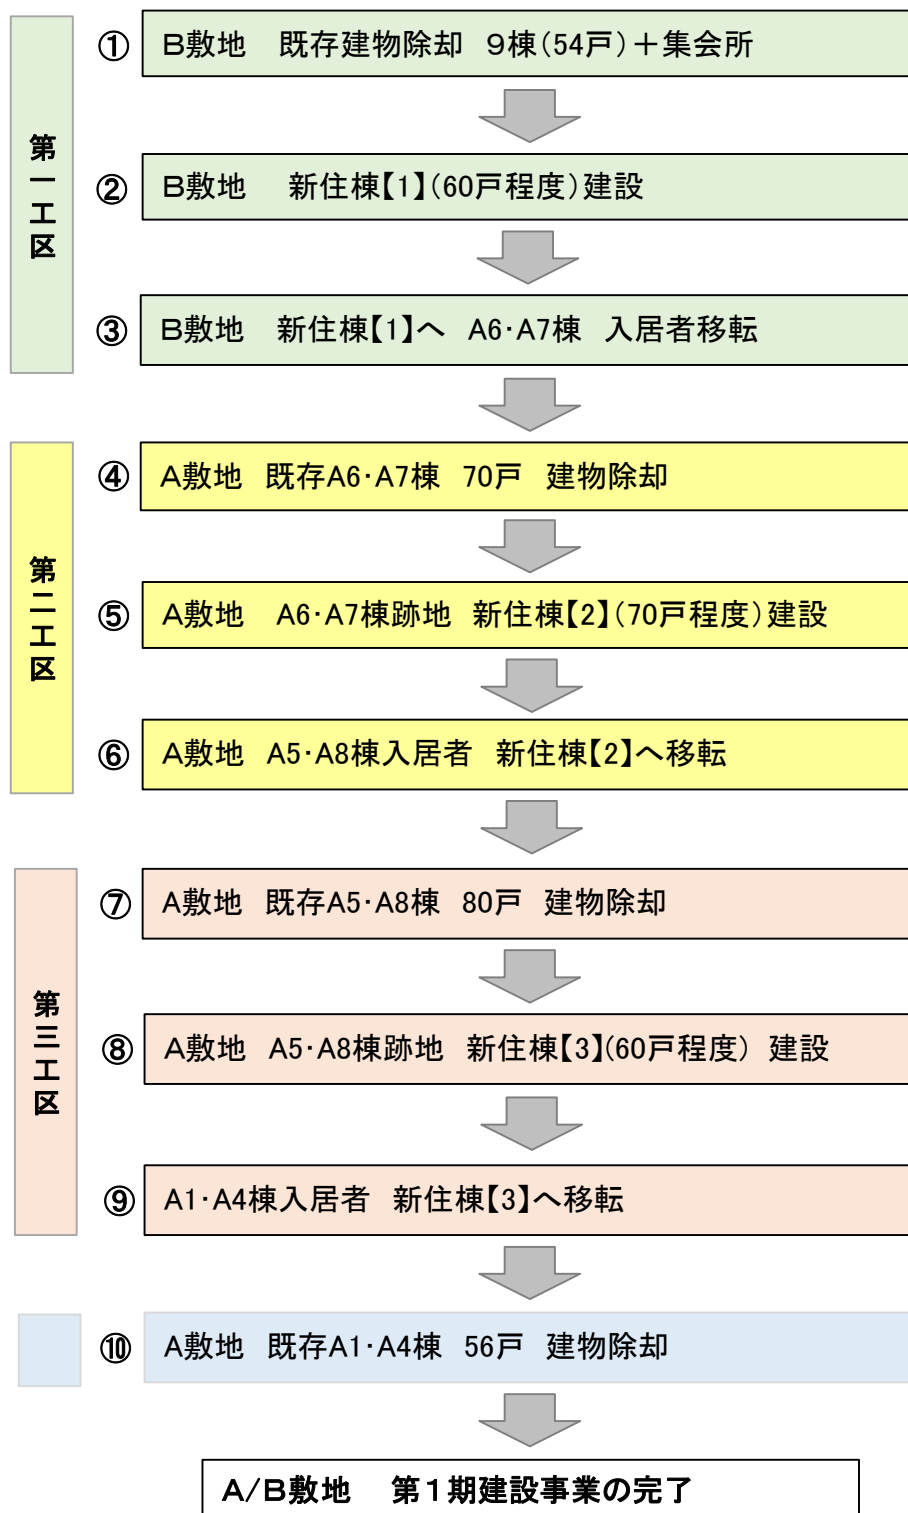 第一工区
① B敷地 既存建物除却 9棟(54戸)+集会所
② B敷地 新住棟【1】(60戸程度)建設
③ B敷地 新住棟【1】へ A6・A7棟 入居者移転
第二工区
④ A敷地 既存A6・A7棟 70戸 建物除却
⑤ A敷地 A6・A7棟跡地 新住棟【2】(70戸程度)建設
⑥ A敷地 A5・A8棟入居者 新住棟【2】へ移転
第三工区
⑦ A敷地 既存A5・A8棟 80戸 建物除却
⑧ A敷地 A5・A8棟跡地 新住棟【3】(60戸程度) 建設
⑨ A1・A4棟入居者 新住棟【3】へ移転
⑩ A敷地 既存A1・A4棟 56戸 建物除却
A/B敷地 第1期建設事業の完了